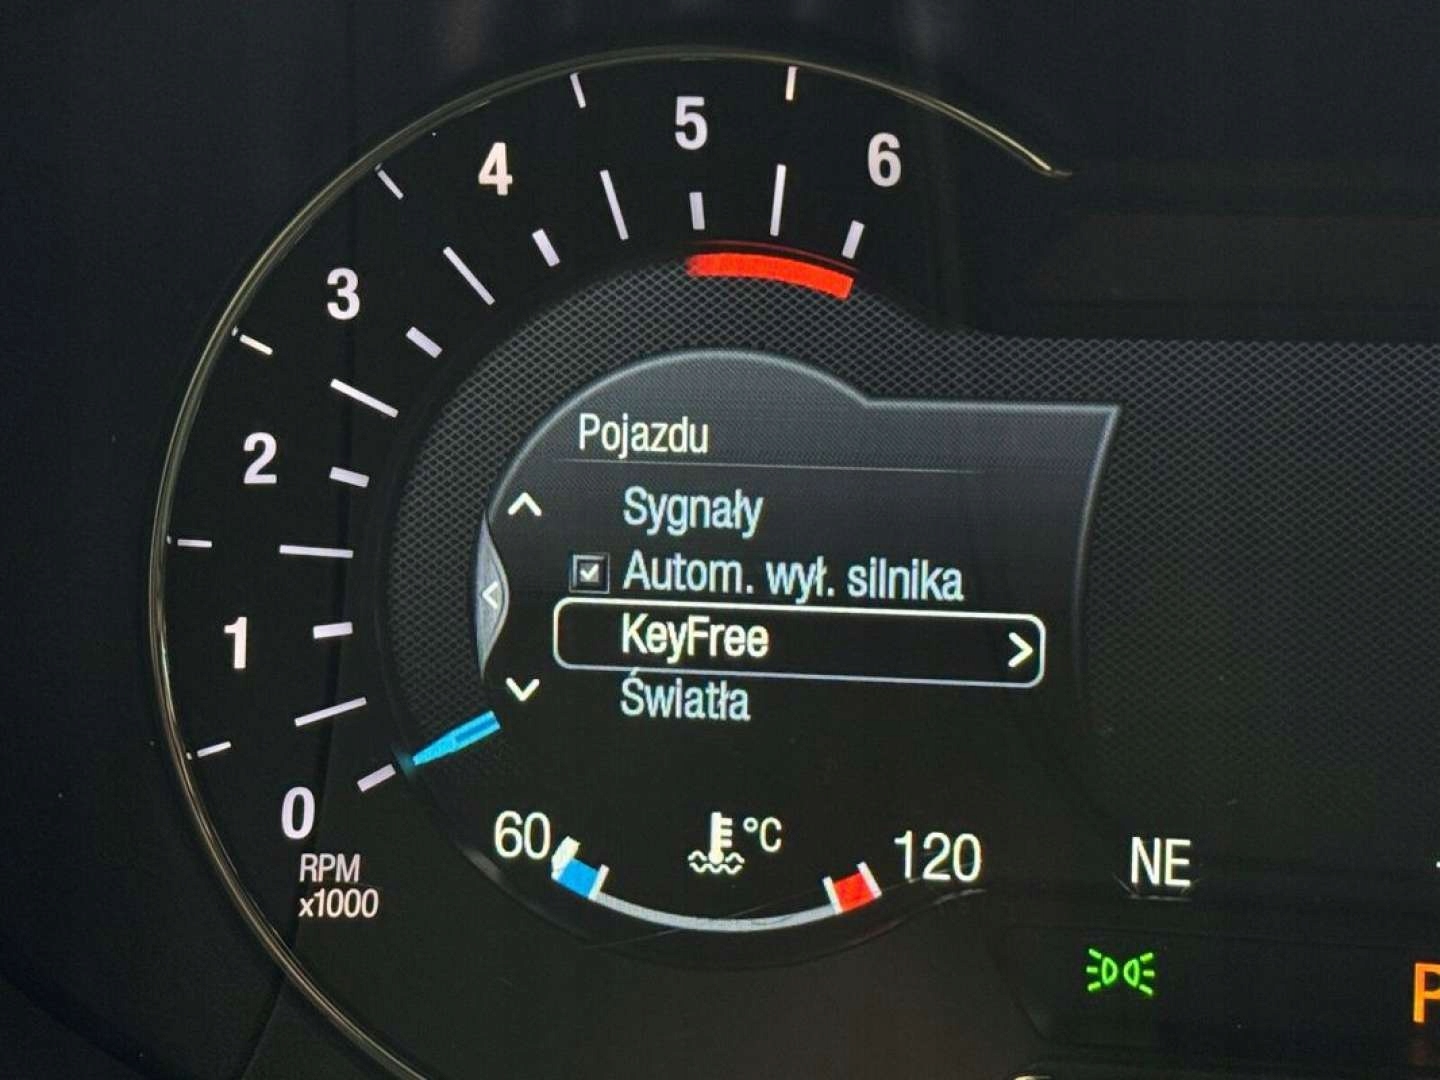 5
6
4
3
2
1
0
RPM
x1000
Pojazdu
Sygnały
Autom. wył. silnika
KeyFree
Światła
60
°C
120
NE
P